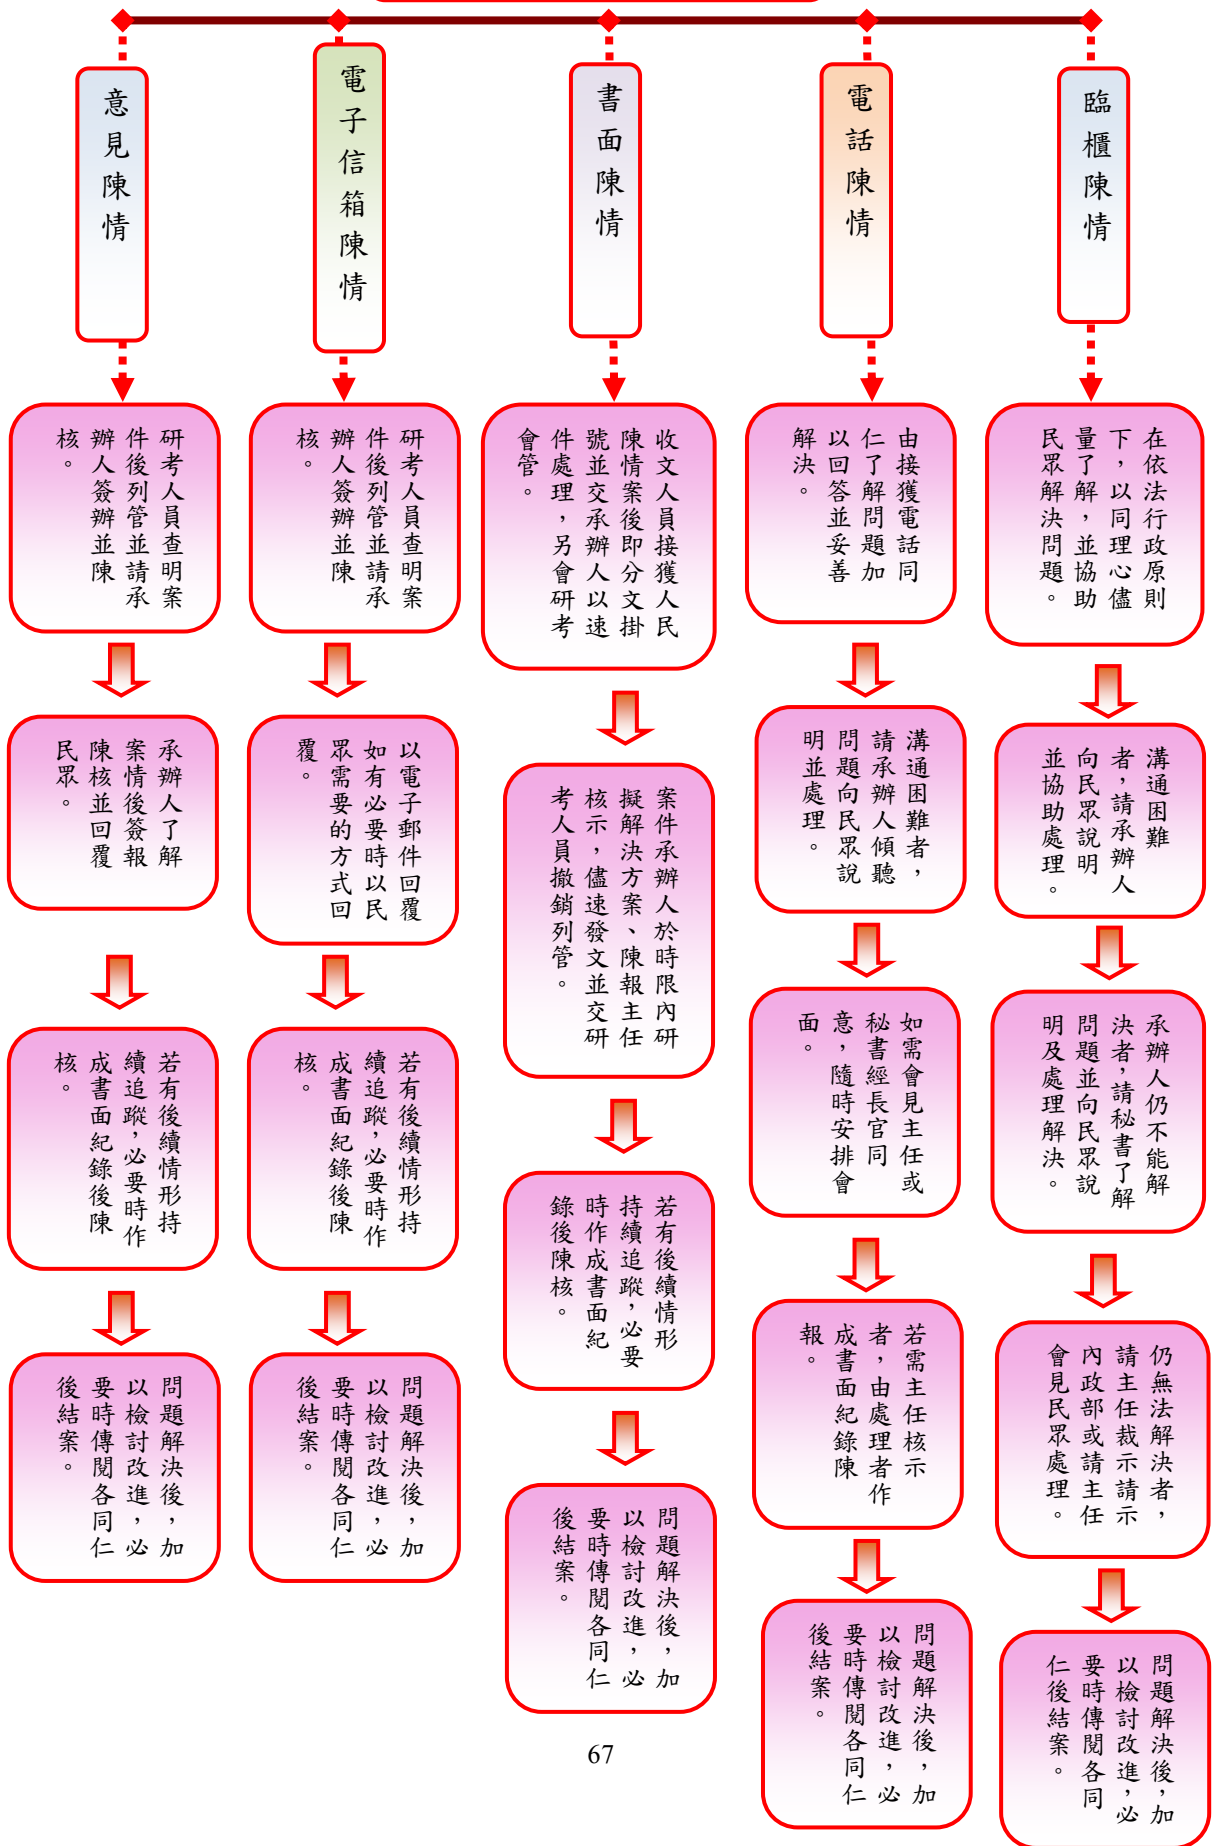 臨櫃陳情
在依法行政原則
下，以同理心儘
量了解，並協助
民眾解決問題。
溝通困難
者，請承辦人
向民眾說明
並協助處理。
承辦人仍不能解
決者，請秘書了解
問題並向民眾說
明及處理解決。
仍無法解決者，
請主任裁示請示
內政部或請主任
會見民眾處理。
問題解決後，加
以檢討改進，必
要時傳閱各同
仁後結案。
電話陳情
由接獲電話同
仁了解問題加
以回答並妥善
解決。
溝通困難者，
請承辦人傾聽
問題向民眾說
明並處理。
如需會見主任或
秘書經長官同
意，隨時安排會
面。
若需主任核示
者，由處理者作
成書面紀錄陳
報。
問題解決後，加
以檢討改進，必
要時傳閱各同仁
後結案。
書面陳情
收文人員接獲人民
陳情案後即分文掛
號並交承辦人以速
件處理，另會研考
會管。
案件承辦人於時限內研
擬解決方案、陳報主任
核示，儘速發文並交研
考人員撤銷列管。
若有後續情形
持續追蹤，必要
時作成書面紀
錄後陳核。
問題解決後，加
以檢討改進，必
要時傳閱各同仁
後結案。
電子信箱陳情
研考人員查明案
件後列管並請承
辦人簽辦並陳
核。
以電子郵件回覆
如有必要時以民
眾需要的方式回
覆。
若有後續情形持
續追蹤，必要時作
成書面紀錄後陳
核。
問題解決後，加
以檢討改進，必
要時傳閱各同仁
後結案。
意見陳情
研考人員查明案
件後列管並請承
辦人簽辦並陳
核。
承辦人了解
案情後簽報
陳核並回覆
民眾。
若有後續情形持
續追蹤，必要時作
成書面紀錄後陳
核。
問題解決後，加
以檢討改進，必
要時傳閱各同仁
後結案。
67